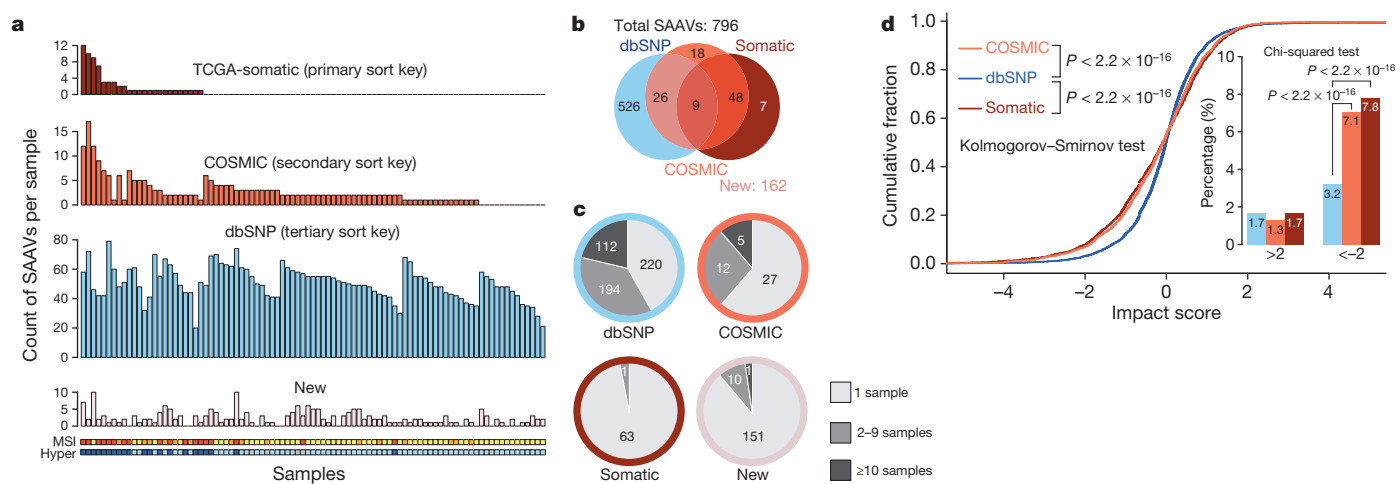 a
Count of SAAVs per sample
12
8
4
0
TCGA-somatic (primary sort key)
15
10
5
0
COSMIC (secondary sort key)
80
60
40
20
0
dbSNP (tertiary sort key)
10
5
0
New
MSI
Hyper
Samples
b
Total SAAVs: 796
dbSNP
Somatic
18
526
26
9
48
7
COSMIC
New: 162
c
112
220
194
dbSNP
5
12
27
COSMIC
1
63
Somatic
1
10
151
New
1 sample
2–9 samples
≥10 samples
d
Cumulative fraction
1.0
0.8
0.6
0.4
0.2
0.0
COSMIC
dbSNP
Somatic
P < 2.2 × 10−16
P < 2.2 × 10−16
Kolmogorov–Smirnov test
−4
−2
0
2
4
Impact score
Chi-squared test
P < 2.2 × 10−16
P < 2.2 × 10−16
Percentage (%)
10
8
6
4
2
0
1.7
1.3
1.7
3.2
7.1
7.8
>2
<−2